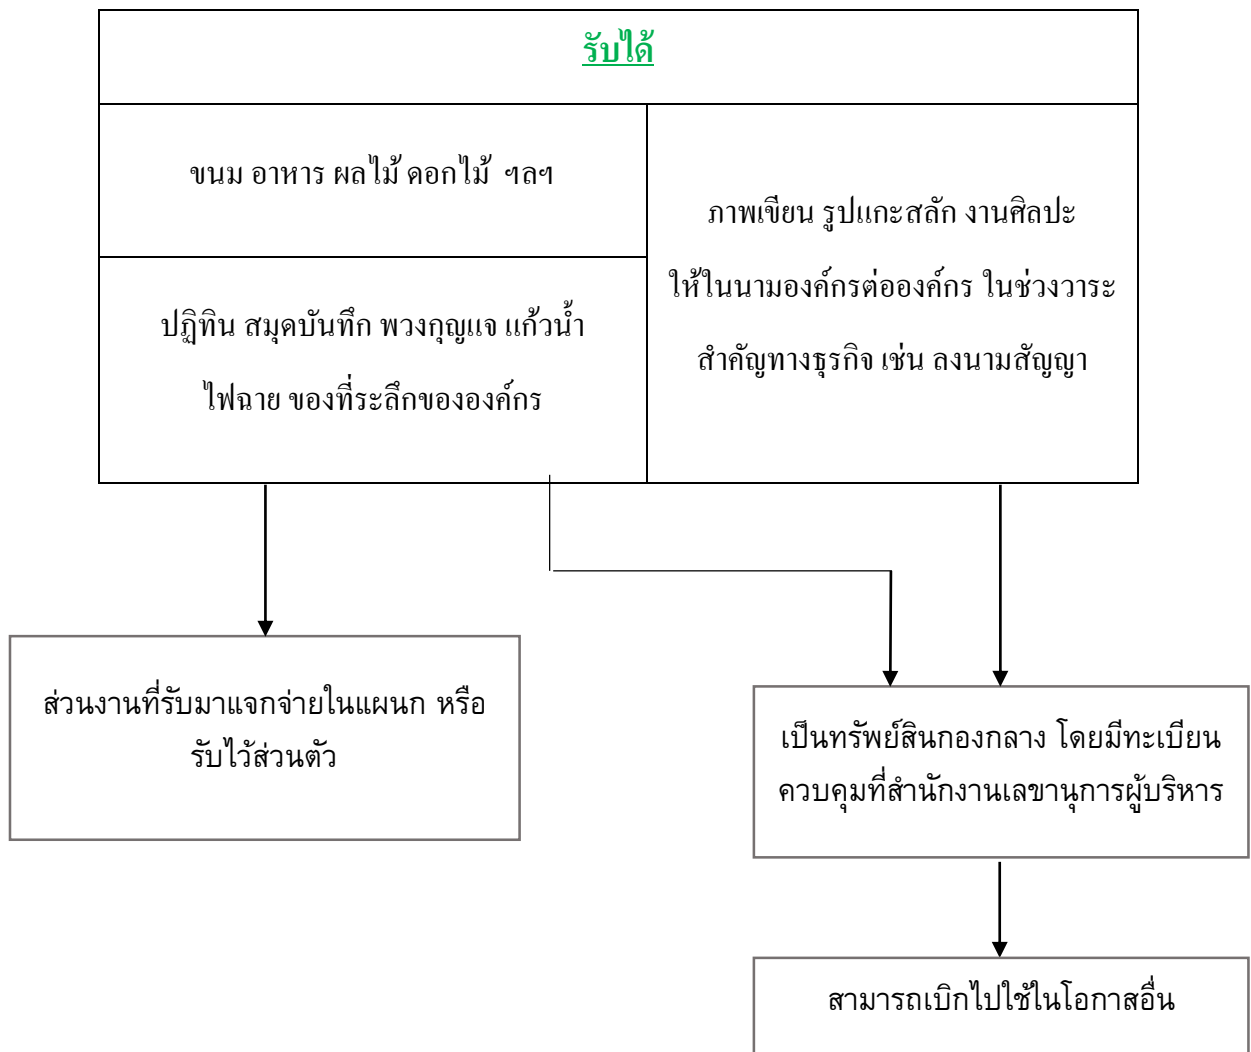 รับได้
ขนม อาหาร ผลไม้ ดอกไม้ ฯลฯ
ปฏิทิน สมุดบันทึก พวงกุญแจ แก้วน้ำ
ไฟฉาย ของที่ระลึกขององค์กร
ภาพเขียน รูปแกะสลัก งานศิลปะ
ให้ในนามองค์กรต่อองค์กร ในช่วงวาระ
สำคัญทางธุรกิจ เช่น ลงนามสัญญา
ส่วนงานที่รับมาแจกจ่ายในแผนก หรือ
รับไว้ส่วนตัว
เป็นทรัพย์สินกองกลาง โดยมีทะเบียน
ควบคุมที่สำนักงานเลขานุการผู้บริหาร
สามารถเบิกไปใช้ในโอกาสอื่น